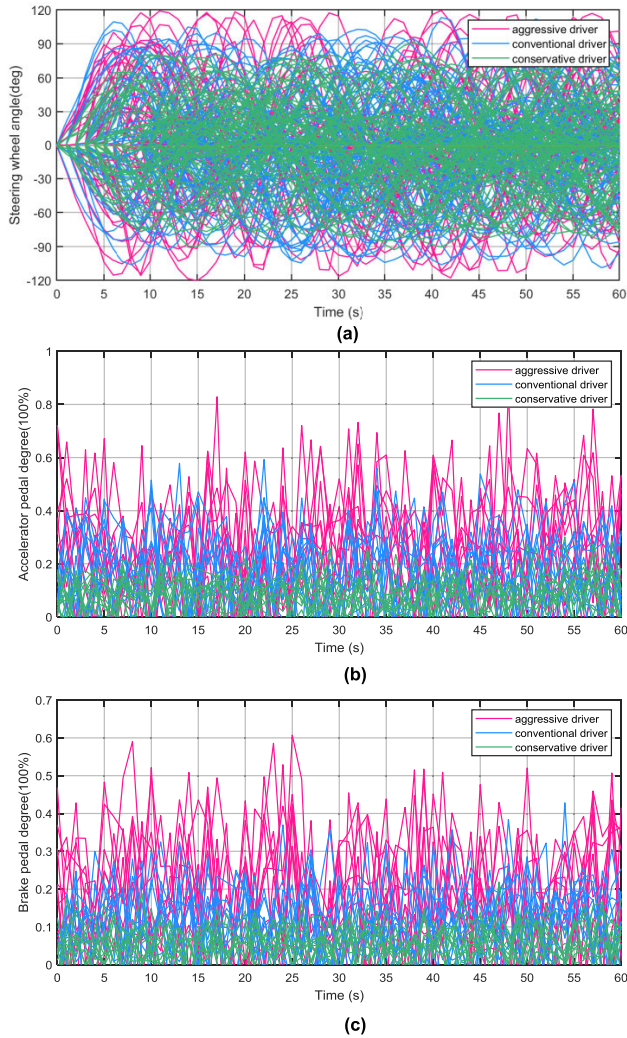 120
90
60
30
0
-30
-60
-90
-120
Steering wheel angle(deg)
aggressive driver
conventional driver
conservative driver
0 5 10 15 20 25 30 35 40 45 50 55 60
Time (s)
(a)
1
0.8
0.6
0.4
0.2
0
Accelerator pedal degree(100%)
aggressive driver
conventional driver
conservative driver
0 5 10 15 20 25 30 35 40 45 50 55 60
Time (s)
(b)
0.7
0.6
0.5
0.4
0.3
0.2
0.1
0
Brake pedal degree(100%)
aggressive driver
conventional driver
conservative driver
0 5 10 15 20 25 30 35 40 45 50 55 60
Time (s)
(c)